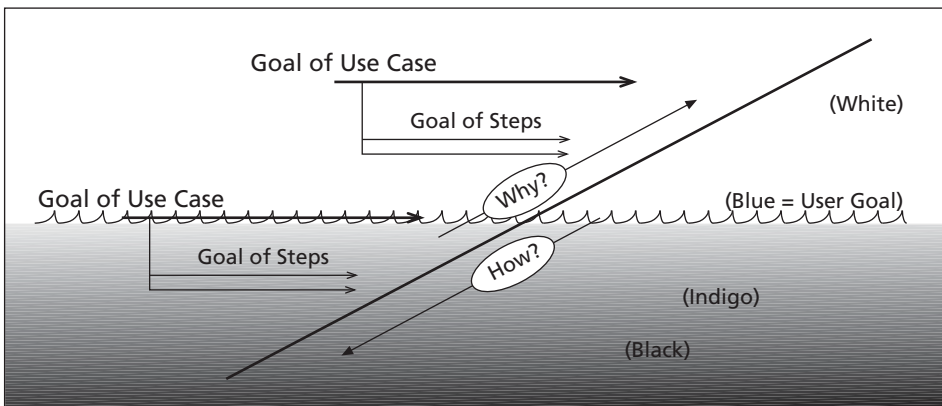 Goal of Use Case
(White)
Goal of Steps
Why?
Goal of Use Case
(Blue = User Goal)
Goal of Steps
How?
(Indigo)
(Black)